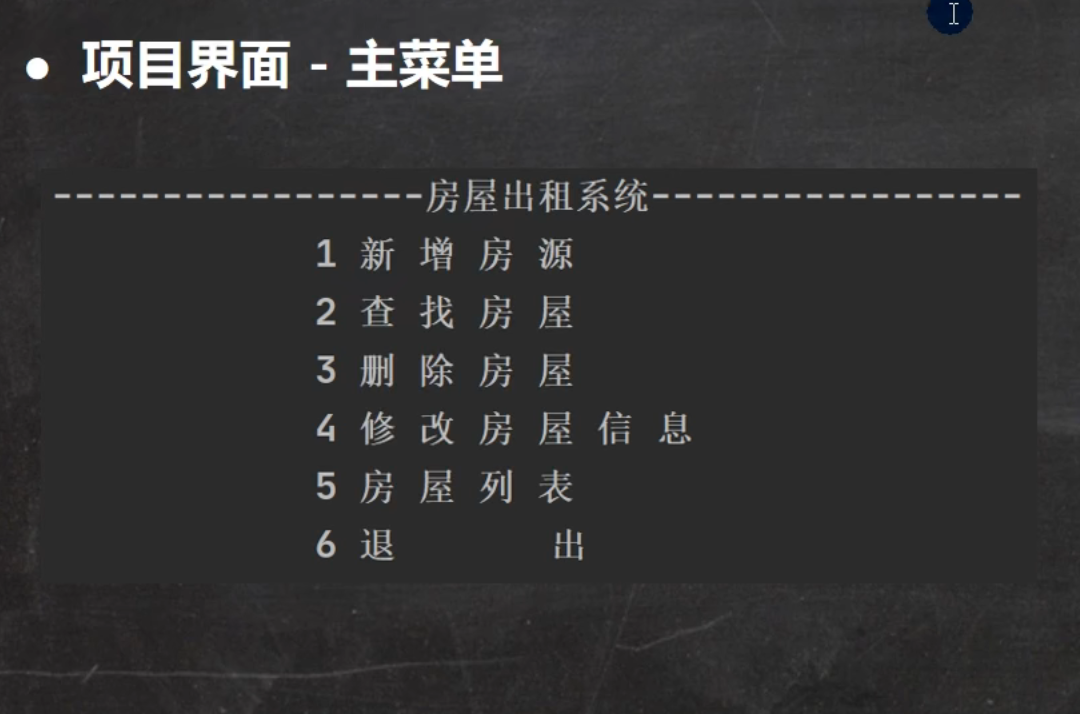 ● 项目界面 - 主菜单
-----------------房屋出租系统-----------------
1 新 增 房 源
2 查 找 房 屋
3 删 除 房 屋
4 修 改 房 屋 信 息
5 房 屋 列 表
6 退 出